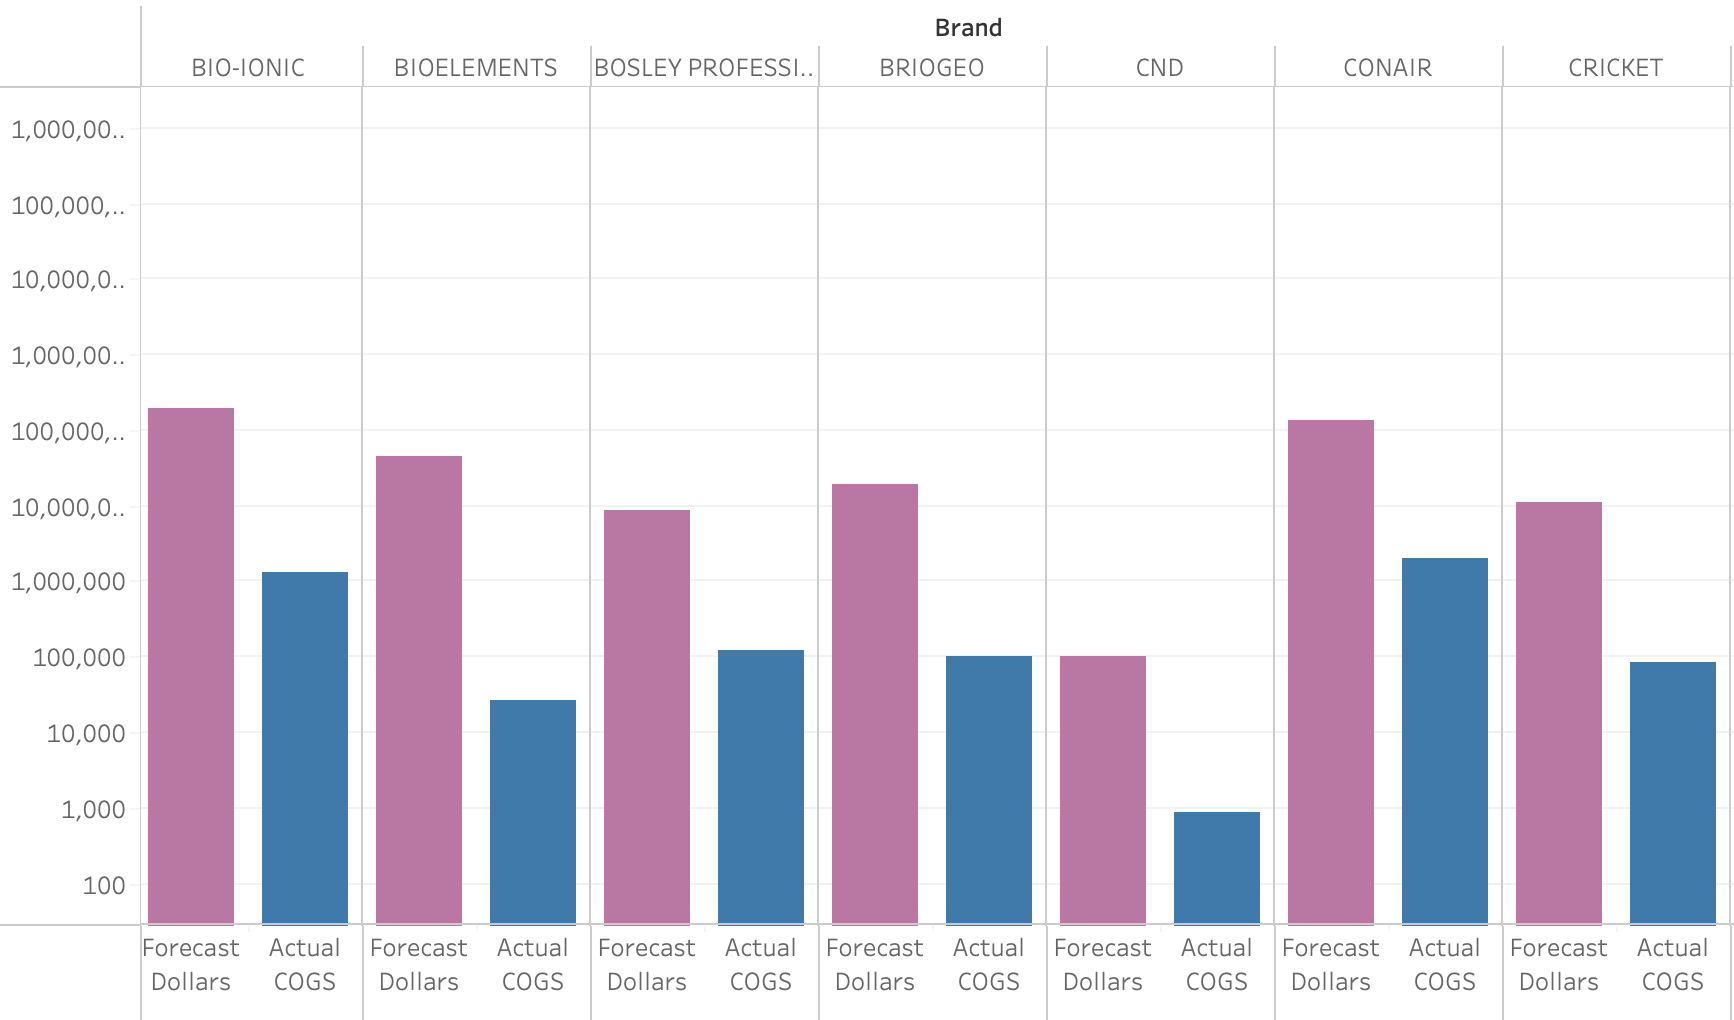 Brand
BIO-IONIC BIOELEMENTS BOSLEY PROFESSI.. BRIOGEO CND CONAIR CRICKET
1,000,00..
100,000,..
10,000,0..
1,000,00..
100,000,..
10,000,0..
1,000,000
100,000
10,000
1,000
100
Forecast Actual Forecast Actual Forecast Actual Forecast Actual Forecast Actual Forecast Actual Forecast Actual
Dollars COGS Dollars COGS Dollars COGS Dollars COGS Dollars COGS Dollars COGS Dollars COGS